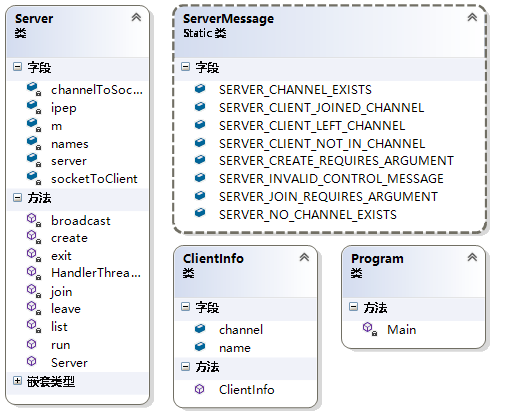 Server
类
字段
channelToSoc...
ipep
m
names
server
socketToClient
方法
broadcast
create
exit
HandlerThrea...
join
leave
list
run
Server
嵌套类型
ServerMessage
Static 类
字段
SERVER_CHANNEL_EXISTS
SERVER_CLIENT_JOINED_CHANNEL
SERVER_CLIENT_LEFT_CHANNEL
SERVER_CLIENT_NOT_IN_CHANNEL
SERVER_CREATE_REQUIRES_ARGUMENT
SERVER_INVALID_CONTROL_MESSAGE
SERVER_JOIN_REQUIRES_ARGUMENT
SERVER_NO_CHANNEL_EXISTS
ClientInfo
类
字段
channel
name
方法
ClientInfo
Program
类
方法
Main